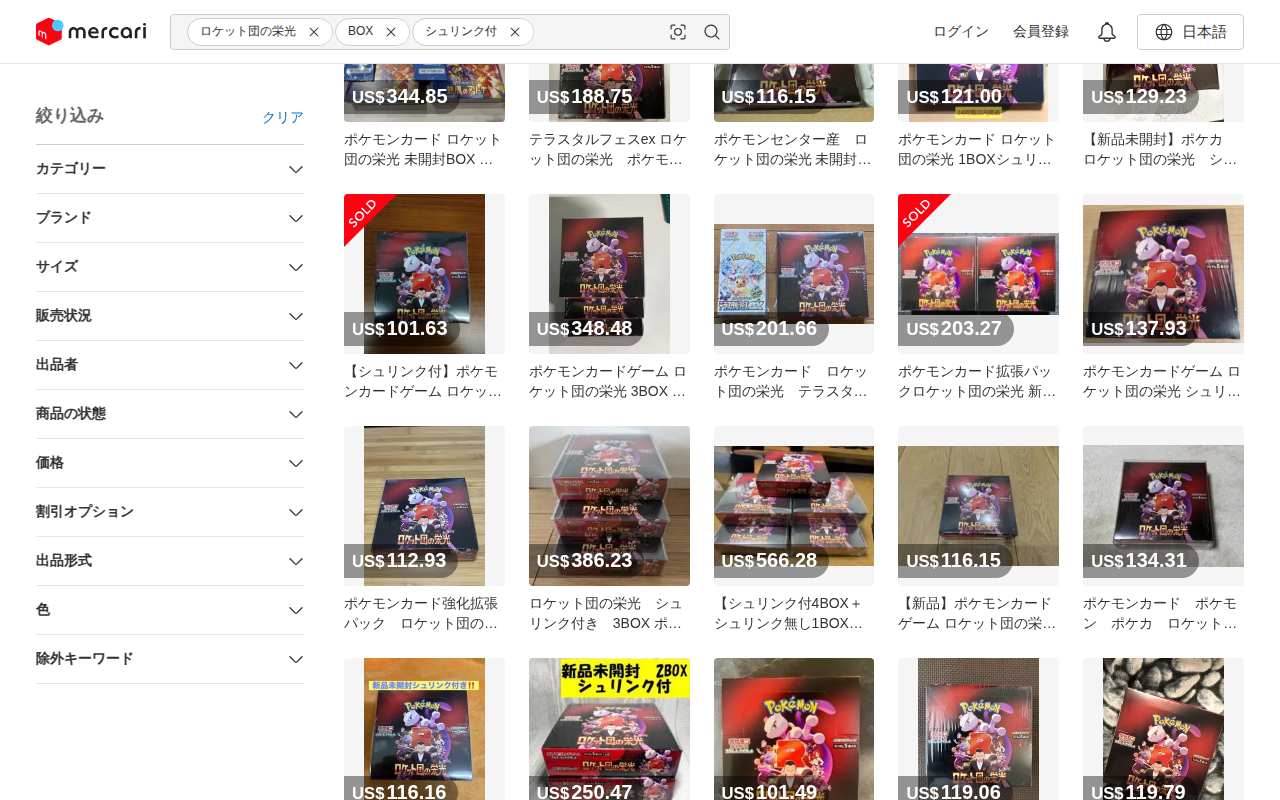 mercari
ロケット団の栄光
BOX
シュリンク付
ログイン
会員登録
日本語
絞り込み
クリア
カテゴリー
ブランド
サイズ
販売状況
出品者
商品の状態
価格
割引オプション
出品形式
色
除外キーワード
US$344.85
US$188.75
US$116.15
US$121.00
US$129.23
ポケモンカード ロケット
団の栄光 未開封BOX …
テラスタルフェスex ロケ
ット団の栄光　ポケモ…
ポケモンセンター産　ロ
ケット団の栄光 未開封…
ポケモンカード ロケット
団の栄光 1BOXシュリ…
【新品未開封】ポケカ
ロケット団の栄光　シ…
SOLD
US$101.63
US$348.48
US$201.66
SOLD
US$203.27
US$137.93
【シュリンク付】ポケモ
ンカードゲーム ロケッ…
ポケモンカードゲーム ロ
ケット団の栄光 3BOX …
ポケモンカード　ロケッ
ト団の栄光　テラスタ…
ポケモンカード拡張パッ
クロケット団の栄光 新…
ポケモンカードゲーム ロ
ケット団の栄光 シュリ…
US$112.93
US$386.23
US$566.28
US$116.15
US$134.31
ポケモンカード強化拡張
パック　ロケット団の…
ロケット団の栄光　シュ
リンク付き　3BOX ポ…
【シュリンク付4BOX＋
シュリンク無し1BOX…
【新品】ポケモンカード
ゲーム ロケット団の栄…
ポケモンカード　ポケモ
ン　ポケカ　ロケット…
新品未開封シュリンク付き!!
新品未開封　2BOX
シュリンク付
Pokémon
ロケット団の栄光
US$116.16
US$250.47
US$101.49
US$119.06
US$119.79